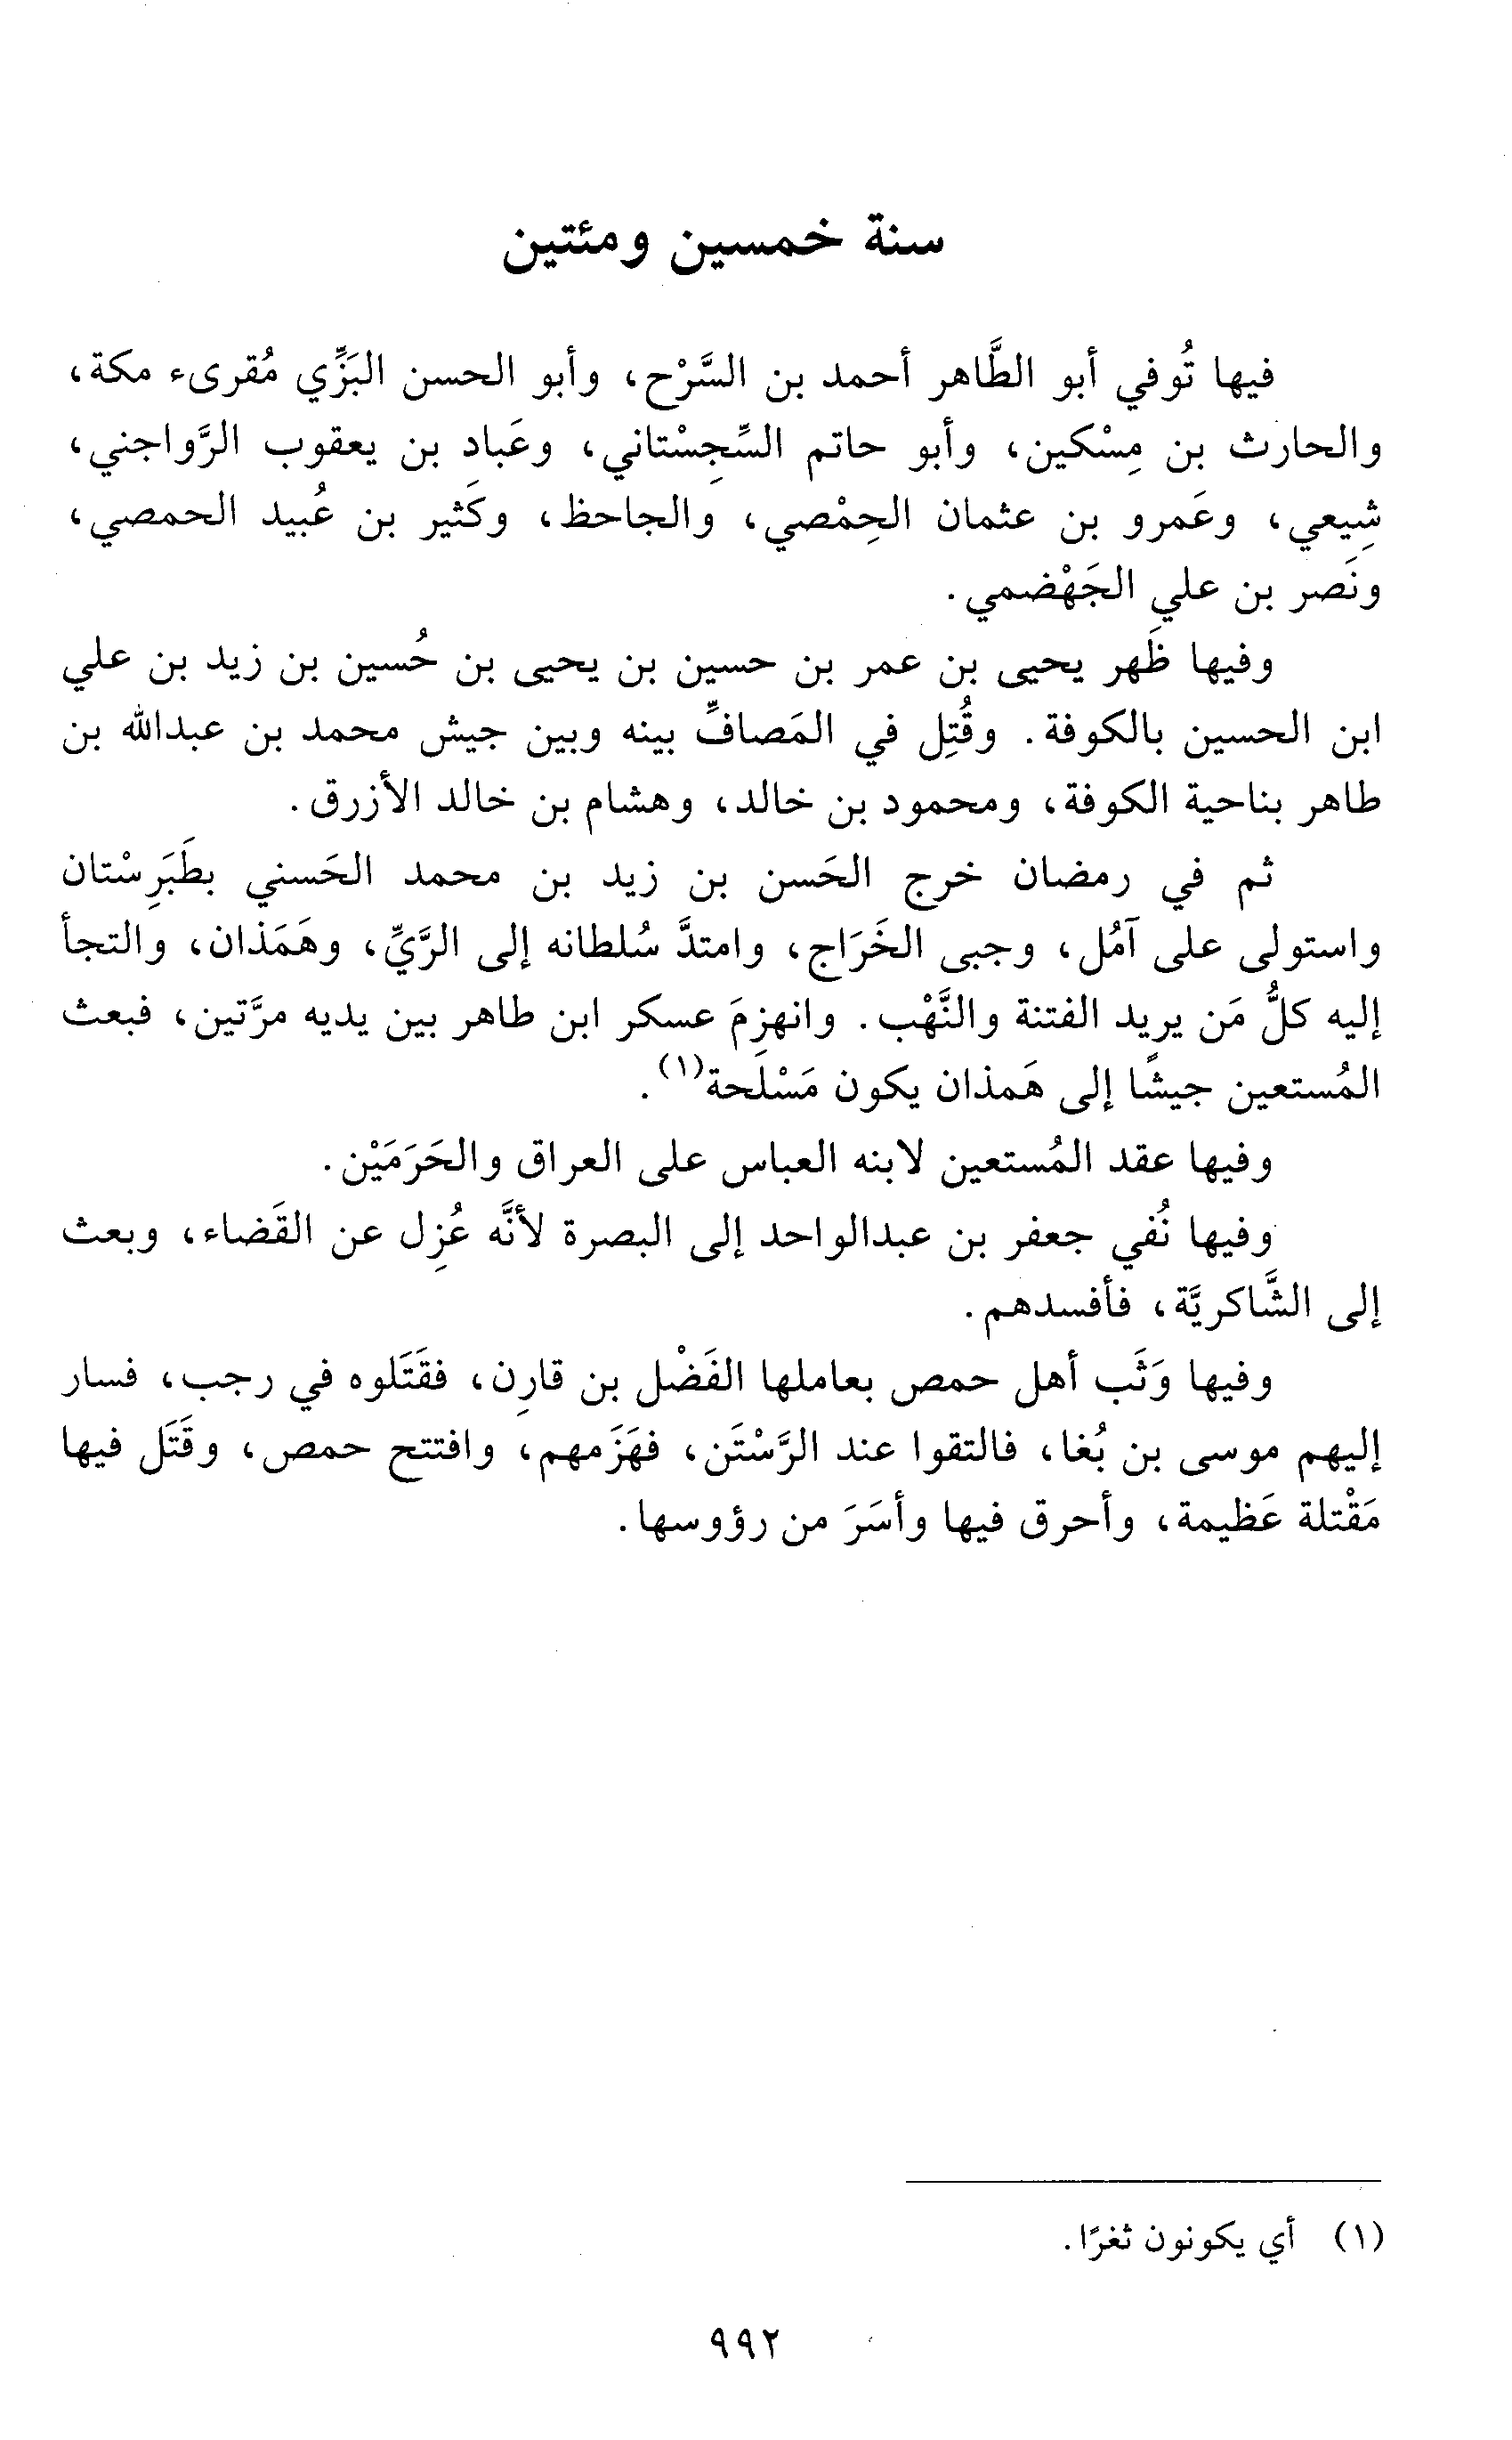 سنة خمسين ومئتين
فيها تُوفي أبو الطَّاهر أحمد بن السَّرْح، وأبو الحسن البَزِّي مُقرىء مكة،
والحارث بن مِسْكين، وأبو حاتم السِّجِسْتاني، وعَباد بن يعقوب الرَّواجني،
شِيعي، وعَمرو بن عثمان الحِمْصي، والجاحظ، وكَثير بن عُبيد الحمصي،
ونَصر بن علي الجَهْضمي.
وفيها ظَهر يحيى بن عمر بن حسين بن يحيى بن حُسين بن زيد بن علي
ابن الحسين بالكوفة. وقُتِل في المَصافِّ بينه وبين جيش محمد بن عبدالله بن
طاهر بناحية الكوفة، ومحمود بن خالد، وهشام بن خالد الأزرق.
ثم في رمضان خرج الحَسن بن زيد بن محمد الحَسني بطَبَرِسْتان
واستولى على آمُل، وجبى الخَرَاج، وامتدَّ سُلطانه إلى الرَّيِّ، وهَمَذان، والتجأ
إليه كلُّ مَن يريد الفتنة والنَّهْب. وانهزِمَ عسكر ابن طاهر بين يديه مرَّتين، فبعث
المُستعين جيشًا إلى هَمذان يكون مَسْلَحة(١).
وفيها عقد المُستعين لابنه العباس على العراق والحَرَمَيْن.
وفيها نُفي جعفر بن عبدالواحد إلى البصرة لأنَّه عُزِل عن القَضاء، وبعث
إلى الشَّاكريَّة، فأفسدهم.
وفيها وَثَب أهل حمص بعاملها الفَضْل بن قارِن، فقَتَلوه في رجب، فسار
إليهم موسى بن بُغا، فالتقوا عند الرَّسْتَن، فهَزَمهم، وافتتح حمص، وقَتَل فيها
مَقْتلة عَظيمة، وأحرق فيها وأسَرَ من رؤوسها.
(١) أي يكونون ثغرًا.
٩٩٢